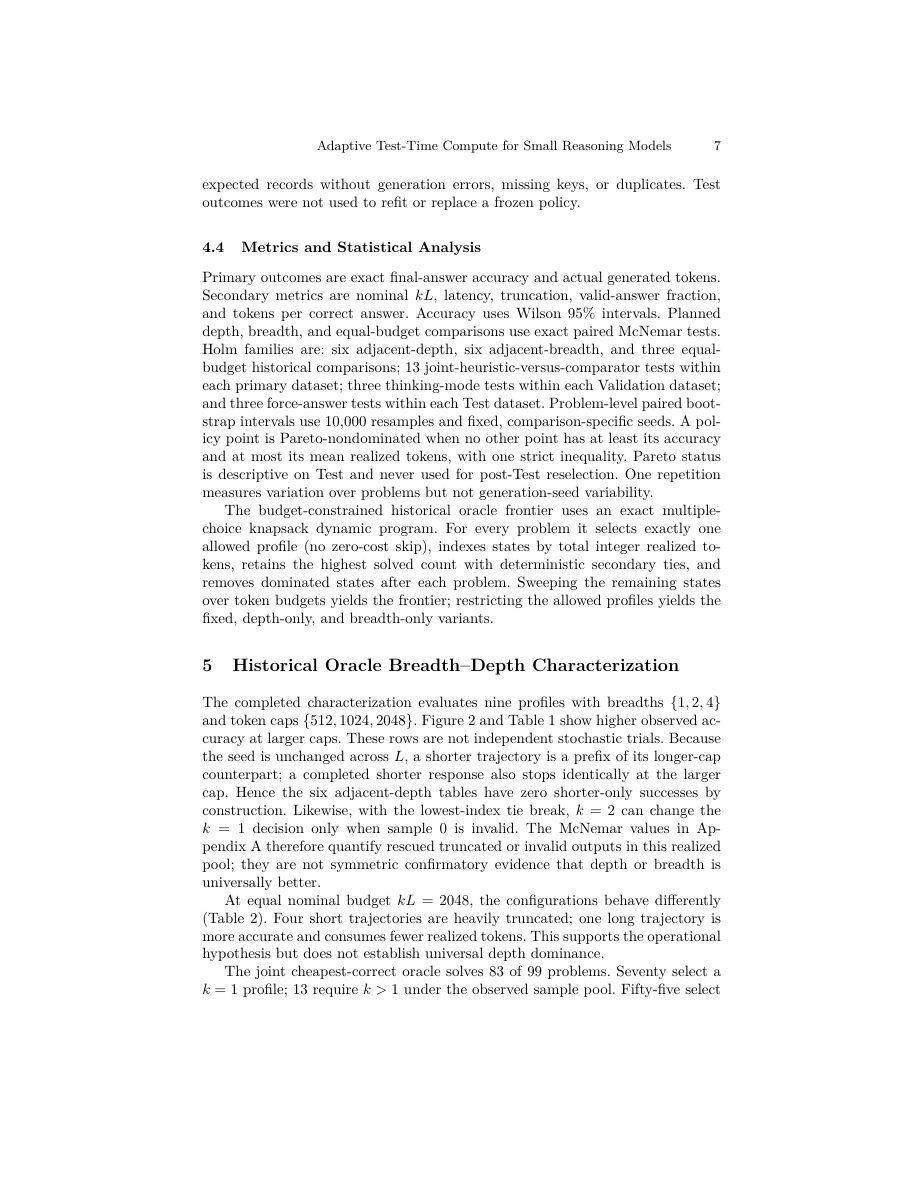 Adaptive Test-Time Compute for Small Reasoning Models 7
expected records without generation errors, missing keys, or duplicates. Test
outcomes were not used to refit or replace a frozen policy.
4.4 Metrics and Statistical Analysis
Primary outcomes are exact final-answer accuracy and actual generated tokens.
Secondary metrics are nominal kL, latency, truncation, valid-answer fraction,
and tokens per correct answer. Accuracy uses Wilson 95% intervals. Planned
depth, breadth, and equal-budget comparisons use exact paired McNemar tests.
Holm families are: six adjacent-depth, six adjacent-breadth, and three equal-
budget historical comparisons; 13 joint-heuristic-versus-comparator tests within
each primary dataset; three thinking-mode tests within each Validation dataset;
and three force-answer tests within each Test dataset. Problem-level paired boot-
strap intervals use 10,000 resamples and fixed, comparison-specific seeds. A pol-
icy point is Pareto-nondominated when no other point has at least its accuracy
and at most its mean realized tokens, with one strict inequality. Pareto status
is descriptive on Test and never used for post-Test reselection. One repetition
measures variation over problems but not generation-seed variability.
The budget-constrained historical oracle frontier uses an exact multiple-
choice knapsack dynamic program. For every problem it selects exactly one
allowed profile (no zero-cost skip), indexes states by total integer realized to-
kens, retains the highest solved count with deterministic secondary ties, and
removes dominated states after each problem. Sweeping the remaining states
over token budgets yields the frontier; restricting the allowed profiles yields the
fixed, depth-only, and breadth-only variants.
5 Historical Oracle Breadth–Depth Characterization
The completed characterization evaluates nine profiles with breadths {1, 2, 4}
and token caps {512, 1024, 2048}. Figure 2 and Table 1 show higher observed ac-
curacy at larger caps. These rows are not independent stochastic trials. Because
the seed is unchanged across L, a shorter trajectory is a prefix of its longer-cap
counterpart; a completed shorter response also stops identically at the larger
cap. Hence the six adjacent-depth tables have zero shorter-only successes by
construction. Likewise, with the lowest-index tie break, k = 2 can change the
k = 1 decision only when sample 0 is invalid. The McNemar values in Ap-
pendix A therefore quantify rescued truncated or invalid outputs in this realized
pool; they are not symmetric confirmatory evidence that depth or breadth is
universally better.
At equal nominal budget kL = 2048, the configurations behave differently
(Table 2). Four short trajectories are heavily truncated; one long trajectory is
more accurate and consumes fewer realized tokens. This supports the operational
hypothesis but does not establish universal depth dominance.
The joint cheapest-correct oracle solves 83 of 99 problems. Seventy select a
k = 1 profile; 13 require k > 1 under the observed sample pool. Fifty-five select